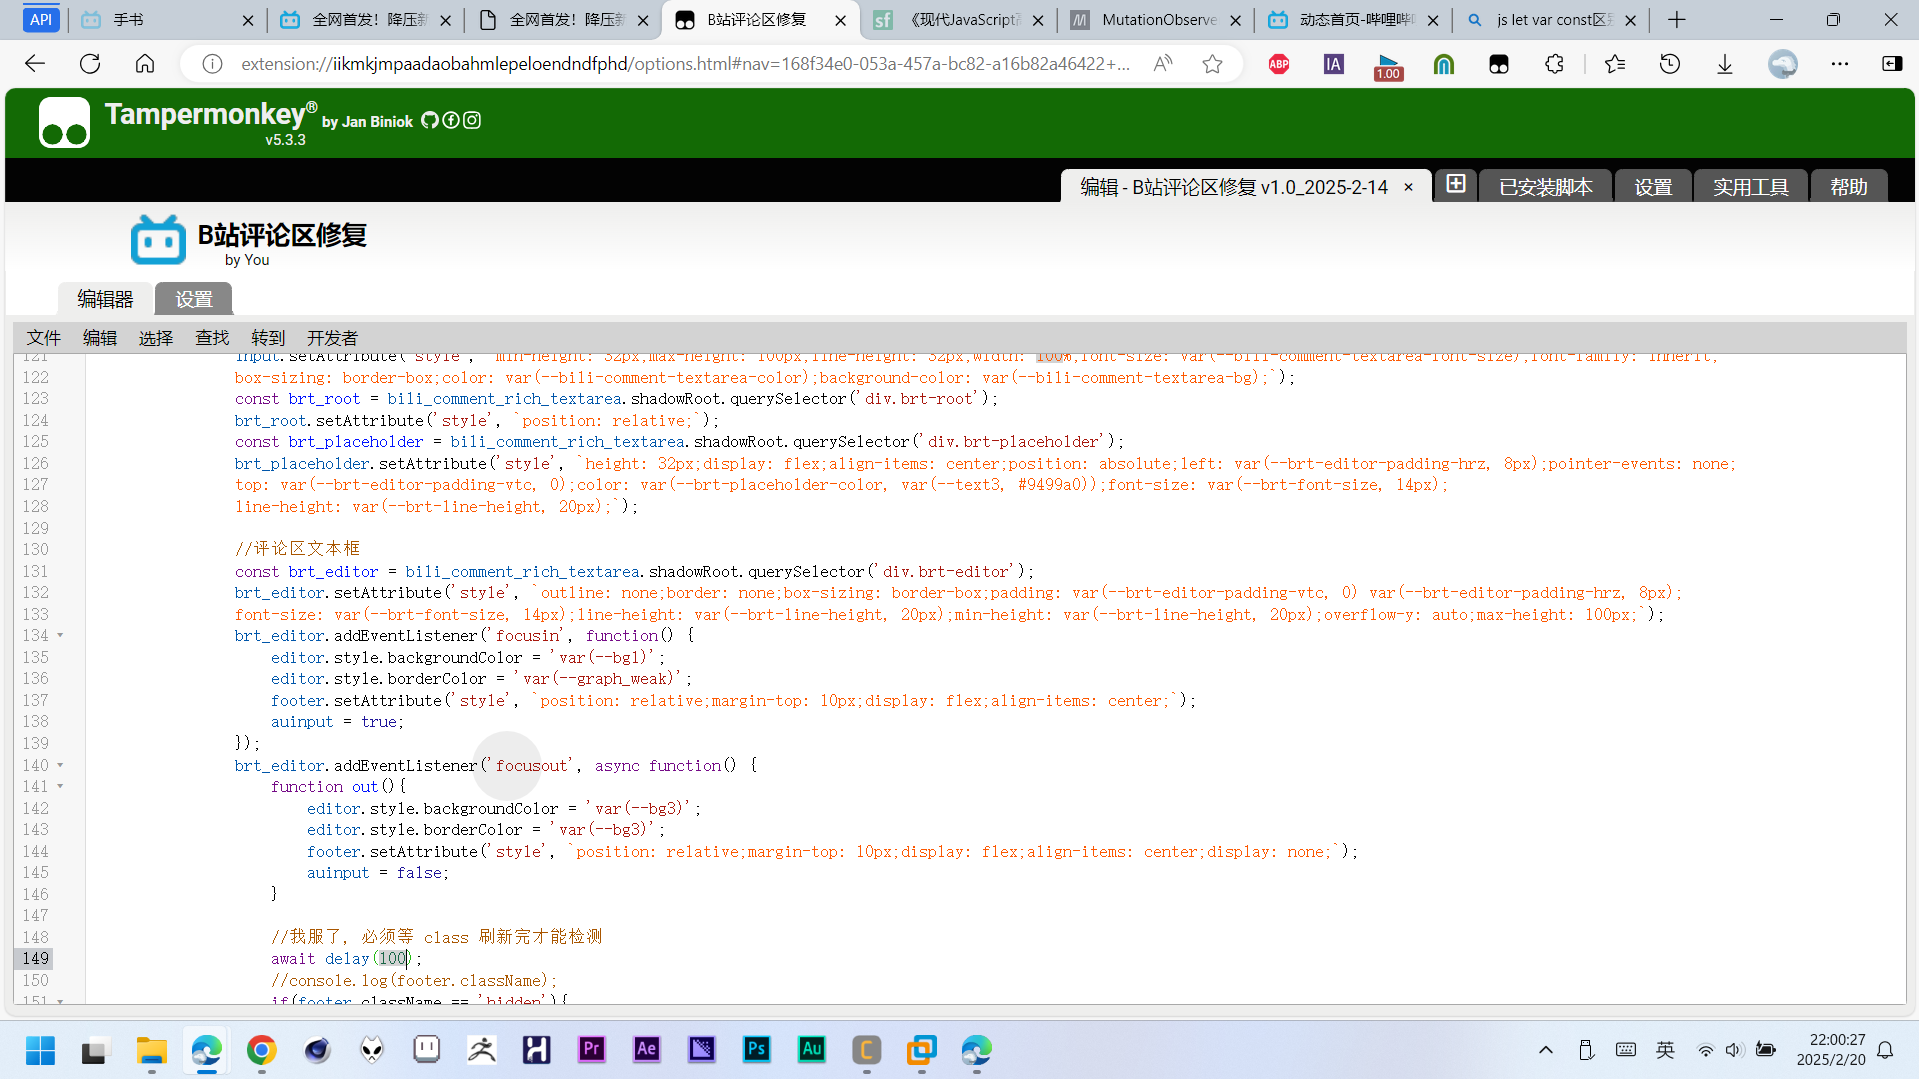 API
手书
全网首发！降压新
全网首发！降压新
B站评论区修复
《现代JavaScript高
MutationObserve
动态首页-哔哩哔哩
js let var const区别
extension://iikmkjmpaadaobahmlepeloendndfphd/options.html#nav=168f34e0-053a-457a-bc82-a16b82a46422+...
ABP
IA
1.00
Tampermonkey® by Jan Biniok
v5.3.3
编辑 - B站评论区修复 v1.0_2025-2-14 ×
已安装脚本
设置
实用工具
帮助
B站评论区修复
by You
编辑器
设置
文件 编辑 选择 查找 转到 开发者
121 input.setAttribute('style', `min-height: 32px;max-height: 100px;line-height: 32px;width: 100%;font-size: var(--bili-comment-textarea-font-size);font-family: inherit;
122 box-sizing: border-box;color: var(--bili-comment-textarea-color);background-color: var(--bili-comment-textarea-bg);`);
123 const brt_root = bili_comment_rich_textarea.shadowRoot.querySelector('div.brt-root');
124 brt_root.setAttribute('style', `position: relative;`);
125 const brt_placeholder = bili_comment_rich_textarea.shadowRoot.querySelector('div.brt-placeholder');
126 brt_placeholder.setAttribute('style', `height: 32px;display: flex;align-items: center;position: absolute;left: var(--brt-editor-padding-hrz, 8px);pointer-events: none;
127 top: var(--brt-editor-padding-vtc, 0);color: var(--brt-placeholder-color, var(--text3, #9499a0));font-size: var(--brt-font-size, 14px);
128 line-height: var(--brt-line-height, 20px);`);
129
130 //评论区文本框
131 const brt_editor = bili_comment_rich_textarea.shadowRoot.querySelector('div.brt-editor');
132 brt_editor.setAttribute('style', `outline: none;border: none;box-sizing: border-box;padding: var(--brt-editor-padding-vtc, 0) var(--brt-editor-padding-hrz, 8px);
133 font-size: var(--brt-font-size, 14px);line-height: var(--brt-line-height, 20px);min-height: var(--brt-line-height, 20px);overflow-y: auto;max-height: 100px;`);
134 brt_editor.addEventListener('focusin', function() {
135 editor.style.backgroundColor = 'var(--bg1)';
136 editor.style.borderColor = 'var(--graph_weak)';
137 footer.setAttribute('style', `position: relative;margin-top: 10px;display: flex;align-items: center;`);
138 auinput = true;
139 });
140 brt_editor.addEventListener('focusout', async function() {
141 function out(){
142 editor.style.backgroundColor = 'var(--bg3)';
143 editor.style.borderColor = 'var(--bg3)';
144 footer.setAttribute('style', `position: relative;margin-top: 10px;display: flex;align-items: center;display: none;`);
145 auinput = false;
146 }
147
148 //我服了, 必须等 class 刷新完才能检测
149 await delay(100);
150 //console.log(footer.className);
151 if(footer.className == 'hidden'){
Pr
Ae
Ps
Au
C
英
22:00:27
2025/2/20